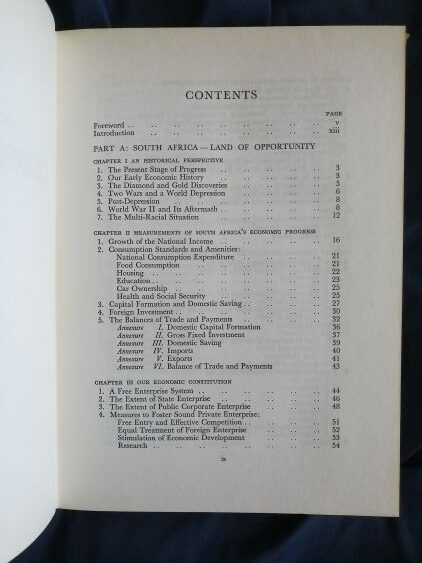 CONTENTS
PAGE
Foreword .. .. .. .. .. .. .. .. v
Introduction .. .. .. .. .. .. .. xiii
PART A: SOUTH AFRICA—LAND OF OPPORTUNITY
CHAPTER I AN HISTORICAL PERSPECTIVE
1. The Present Stage of Progress .. .. .. .. .. 3
2. Our Early Economic History .. .. .. .. .. 3
3. The Diamond and Gold Discoveries .. .. .. .. 5
4. Two Wars and a World Depression .. .. .. .. 6
5. Post-Depression .. .. .. .. .. .. 8
6. World War II and Its Aftermath .. .. .. .. .. 8
7. The Multi-Racial Situation .. .. .. .. .. 12
CHAPTER II MEASUREMENTS OF SOUTH AFRICA'S ECONOMIC PROGRESS
1. Growth of the National Income .. .. .. .. .. 16
2. Consumption Standards and Amenities:
National Consumption Expenditure .. .. .. .. 21
Food Consumption .. .. .. .. .. 21
Housing .. .. .. .. .. .. 22
Education .. .. .. .. .. .. 23
Car Ownership .. .. .. .. .. .. 25
Health and Social Security .. .. .. .. 25
3. Capital Formation and Domestic Saving .. .. .. .. 27
4. Foreign Investment .. .. .. .. .. .. 30
5. The Balances of Trade and Payments .. .. .. .. 32
Annexure I. Domestic Capital Formation .. .. .. 36
Annexure II. Gross Fixed Investment .. .. .. 37
Annexure III. Domestic Saving .. .. .. .. 39
Annexure IV. Imports .. .. .. .. .. 40
Annexure V. Exports .. .. .. .. .. 41
Annexure VI. Balance of Trade and Payments .. .. 43
CHAPTER III OUR ECONOMIC CONSTITUTION
1. A Free Enterprise System .. .. .. .. .. .. 44
2. The Extent of State Enterprise .. .. .. .. .. 46
3. The Extent of Public Corporate Enterprise .. .. .. 48
4. Measures to Foster Sound Private Enterprise:
Free Entry and Effective Competition .. .. .. .. 51
Equal Treatment of Foreign Enterprise .. .. .. 52
Stimulation of Economic Development .. .. .. 53
Research .. .. .. .. .. .. .. 54
ix